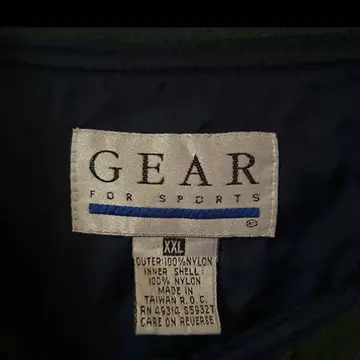 GEAR
FOR SPORTS
®
XXL
OUTER:100%NYLON
INNER SHELL:
100% NYLON
MADE IN
TAIWAN R.O.C.
RN 49314 S59327
CARE ON REVERSE